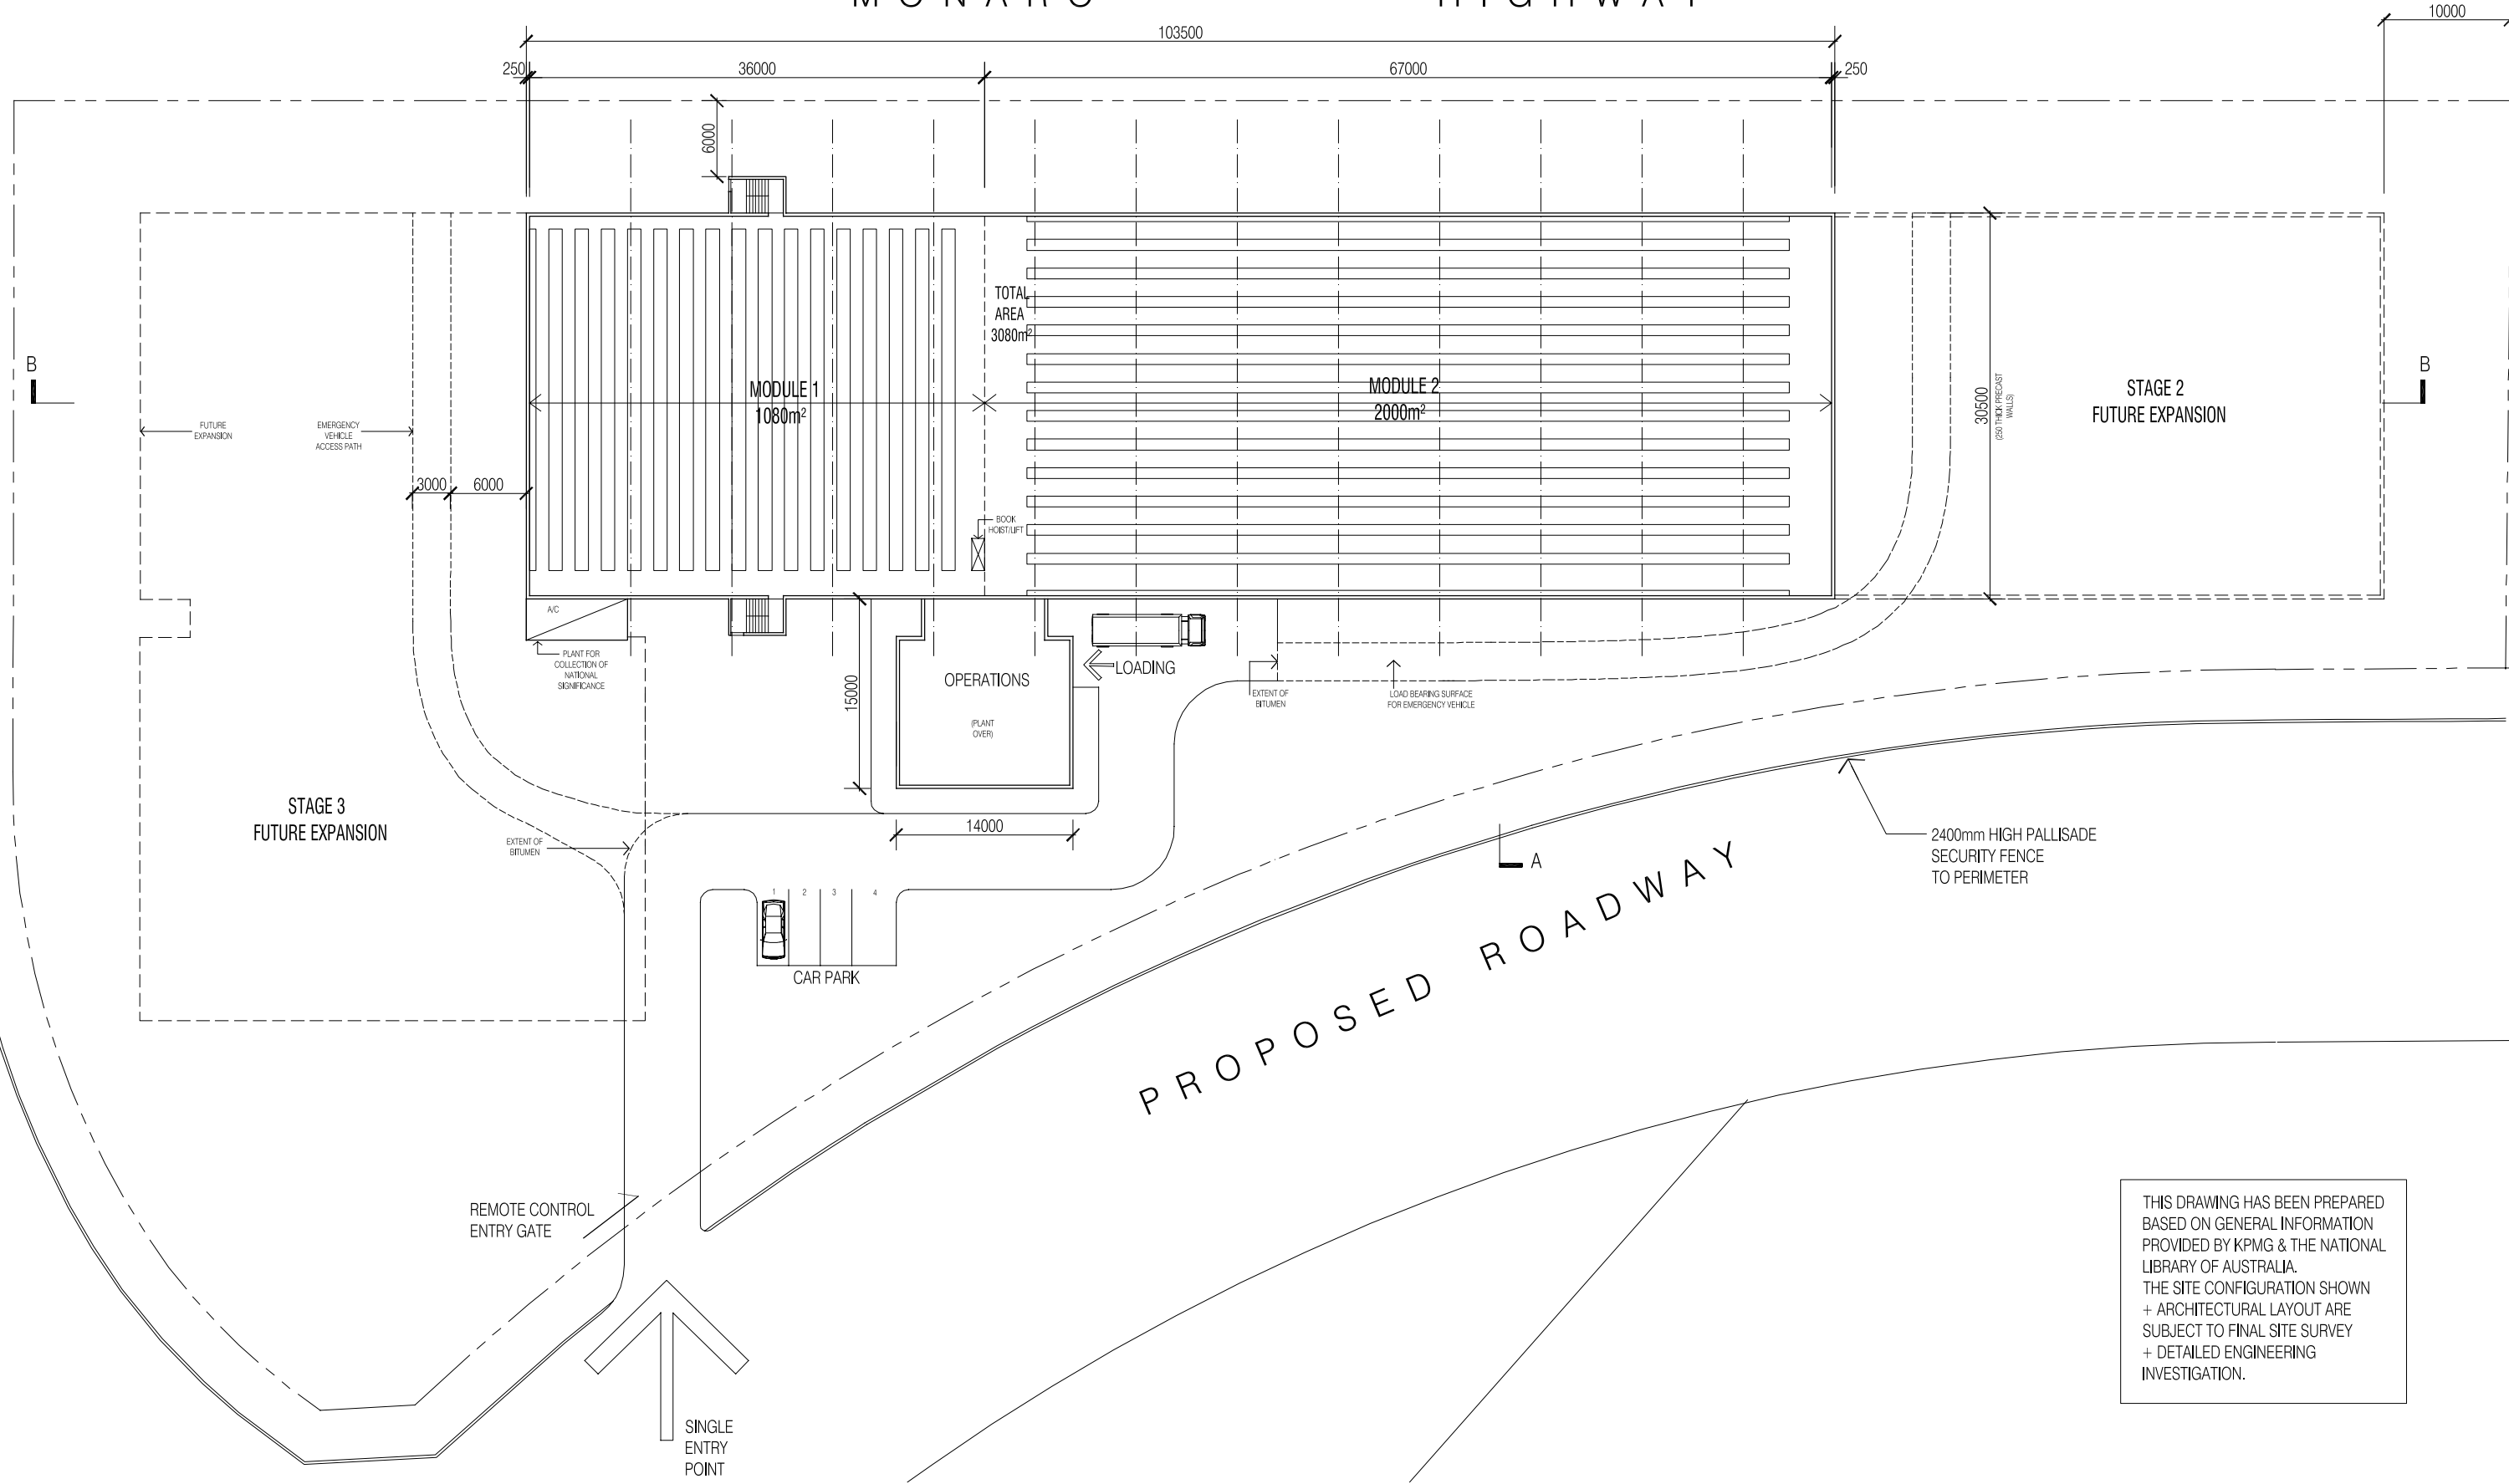 MONARO HIGHWAY
10000
103500
250
36000
67000
250
6000
TOTAL
AREA
3080m²
B
B
MODULE 1
1080m²
MODULE 2
2000m²
30500
(250 THICK PRECAST
WALLS)
STAGE 2
FUTURE EXPANSION
FUTURE
EXPANSION
EMERGENCY
VEHICLE
ACCESS PATH
3000
6000
BOOK
HOIST/LIFT
A/C
PLANT FOR
COLLECTION OF
NATIONAL
SIGNIFICANCE
15000
OPERATIONS
(PLANT
OVER)
LOADING
EXTENT OF
BITUMEN
LOAD BEARING SURFACE
FOR EMERGENCY VEHICLE
STAGE 3
FUTURE EXPANSION
EXTENT OF
BITUMEN
14000
1
2
3
4
CAR PARK
A
2400mm HIGH PALLISADE
SECURITY FENCE
TO PERIMETER
PROPOSED ROADWAY
REMOTE CONTROL
ENTRY GATE
THIS DRAWING HAS BEEN PREPARED
BASED ON GENERAL INFORMATION
PROVIDED BY KPMG & THE NATIONAL
LIBRARY OF AUSTRALIA.
THE SITE CONFIGURATION SHOWN
+ ARCHITECTURAL LAYOUT ARE
SUBJECT TO FINAL SITE SURVEY
+ DETAILED ENGINEERING
INVESTIGATION.
SINGLE
ENTRY
POINT